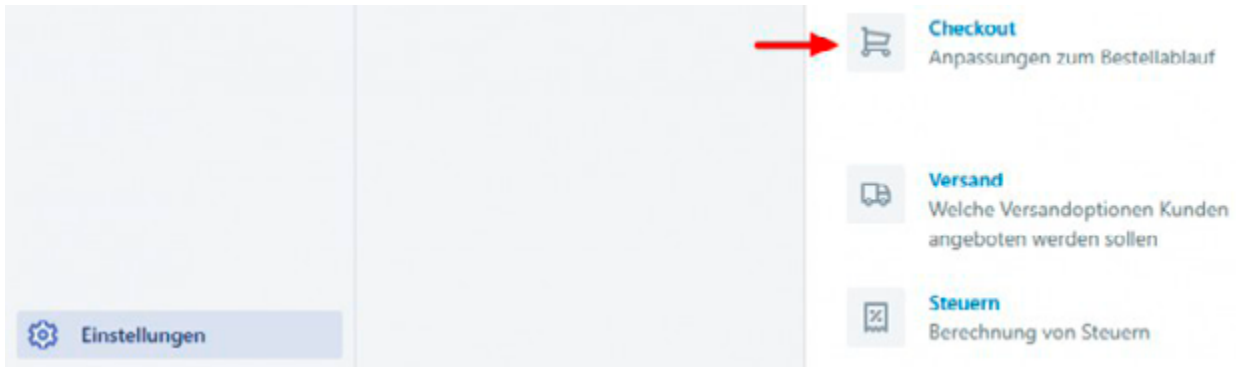 Checkout
Anpassungen zum Bestellablauf
Versand
Welche Versandoptionen Kunden
angeboten werden sollen
Steuern
Berechnung von Steuern
Einstellungen